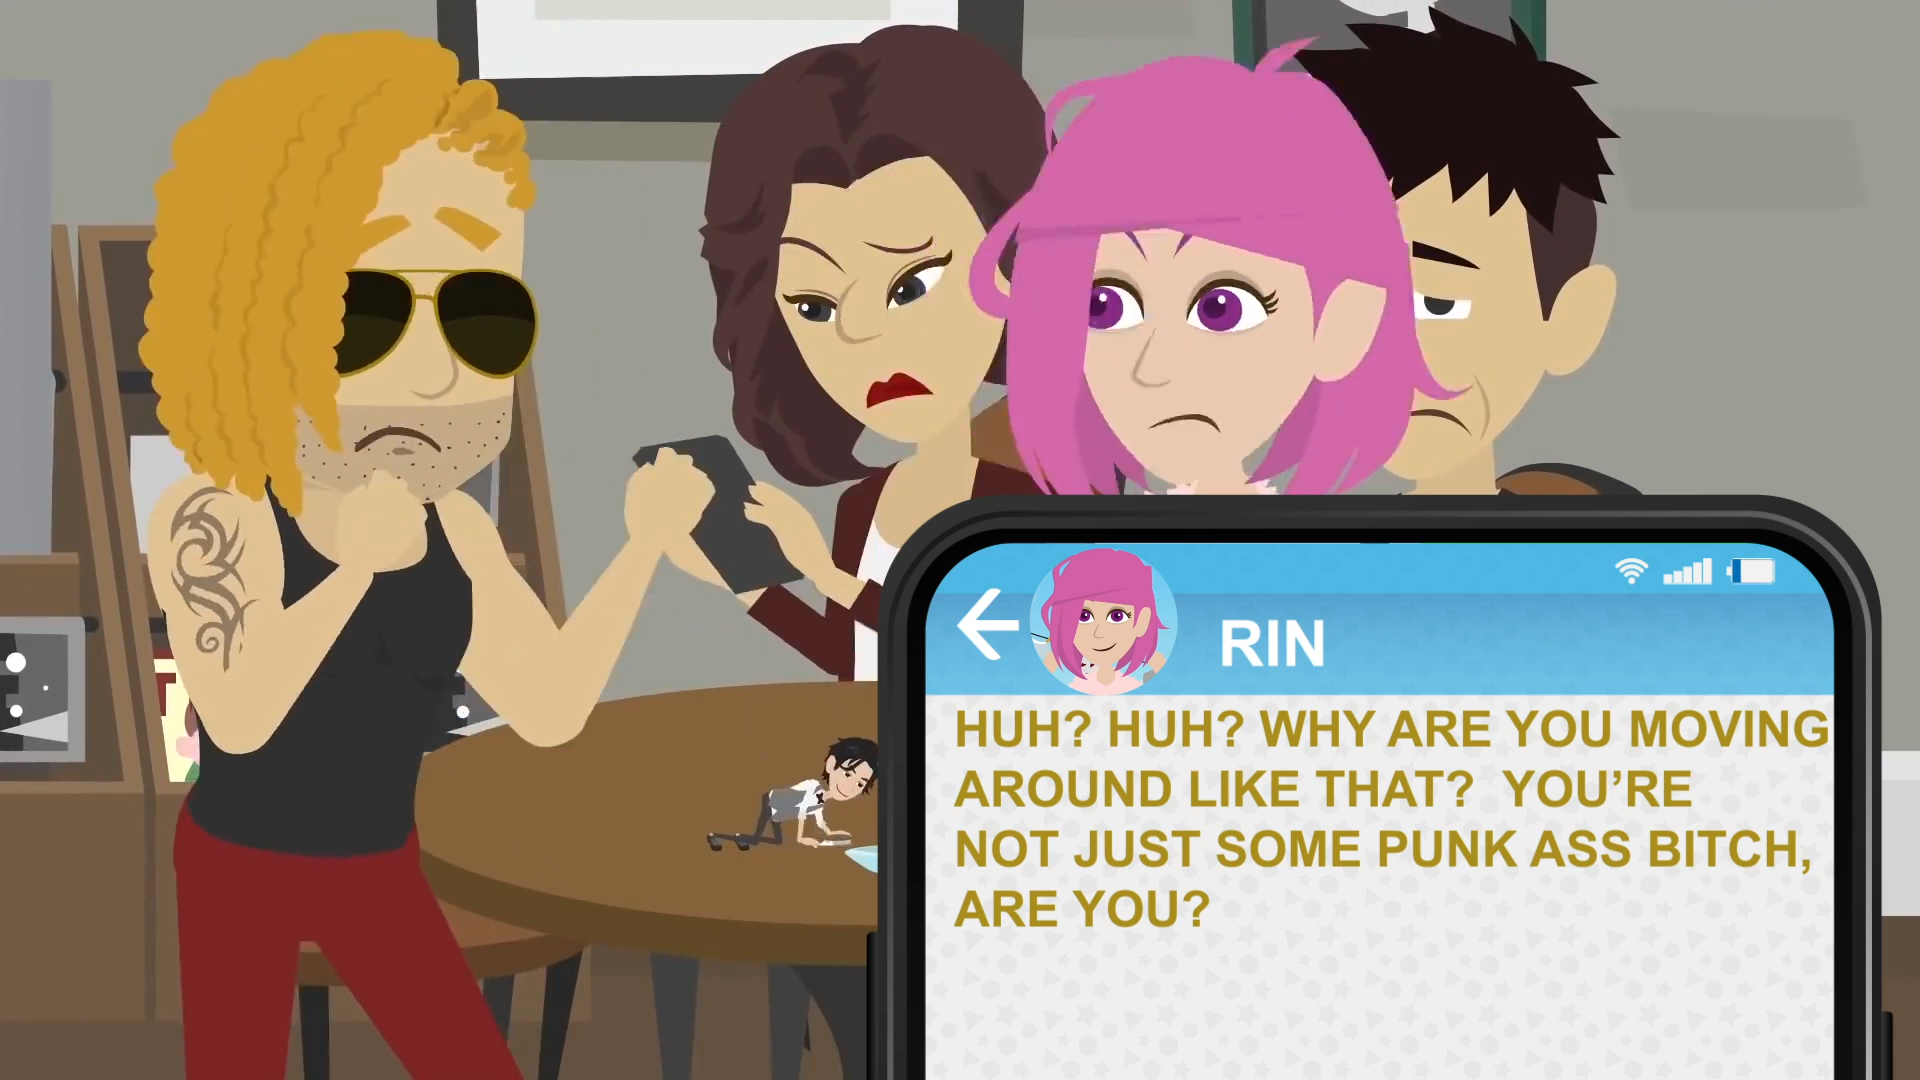 RIN
HUH? HUH? WHY ARE YOU MOVING
AROUND LIKE THAT?  YOU’RE
NOT JUST SOME PUNK ASS BITCH,
ARE YOU?